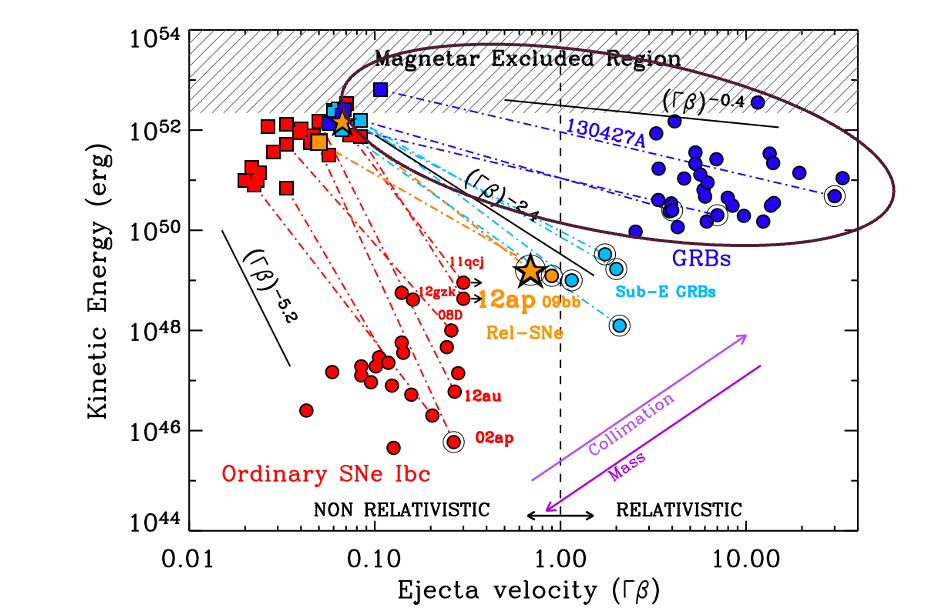 10^54
Magnetar Excluded Region
(Γβ)^-0.4
10^52
130427A
(Γβ)^-2.4
10^50
GRBs
(Γβ)^-5.2
11qcj
12gzk
12ap 09bb
Sub-E GRBs
08D
Rel-SNe
10^48
12au
Collimation
10^46
02ap
Mass
Ordinary SNe Ibc
NON RELATIVISTIC
RELATIVISTIC
10^44
0.01
0.10
1.00
10.00
Ejecta velocity (Γβ)
Kinetic Energy (erg)